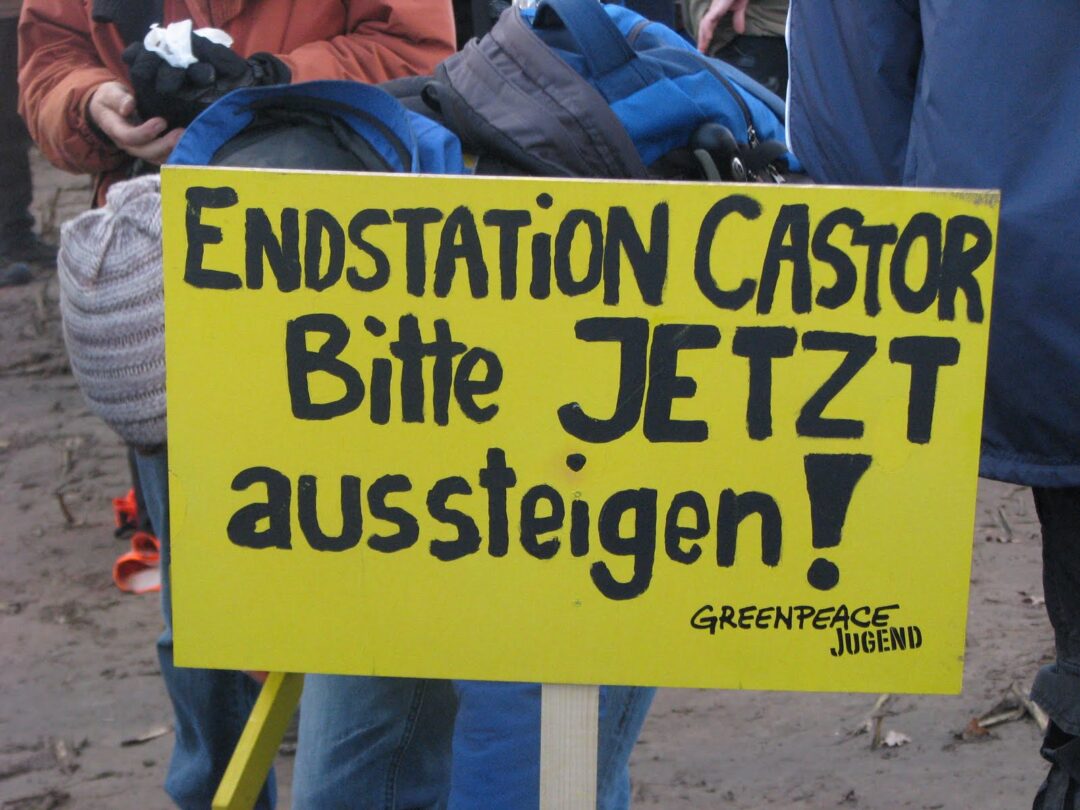 ENDSTATION CASTOR
Bitte JETZT
aussteigen!
GREENPEACE
JUGEND